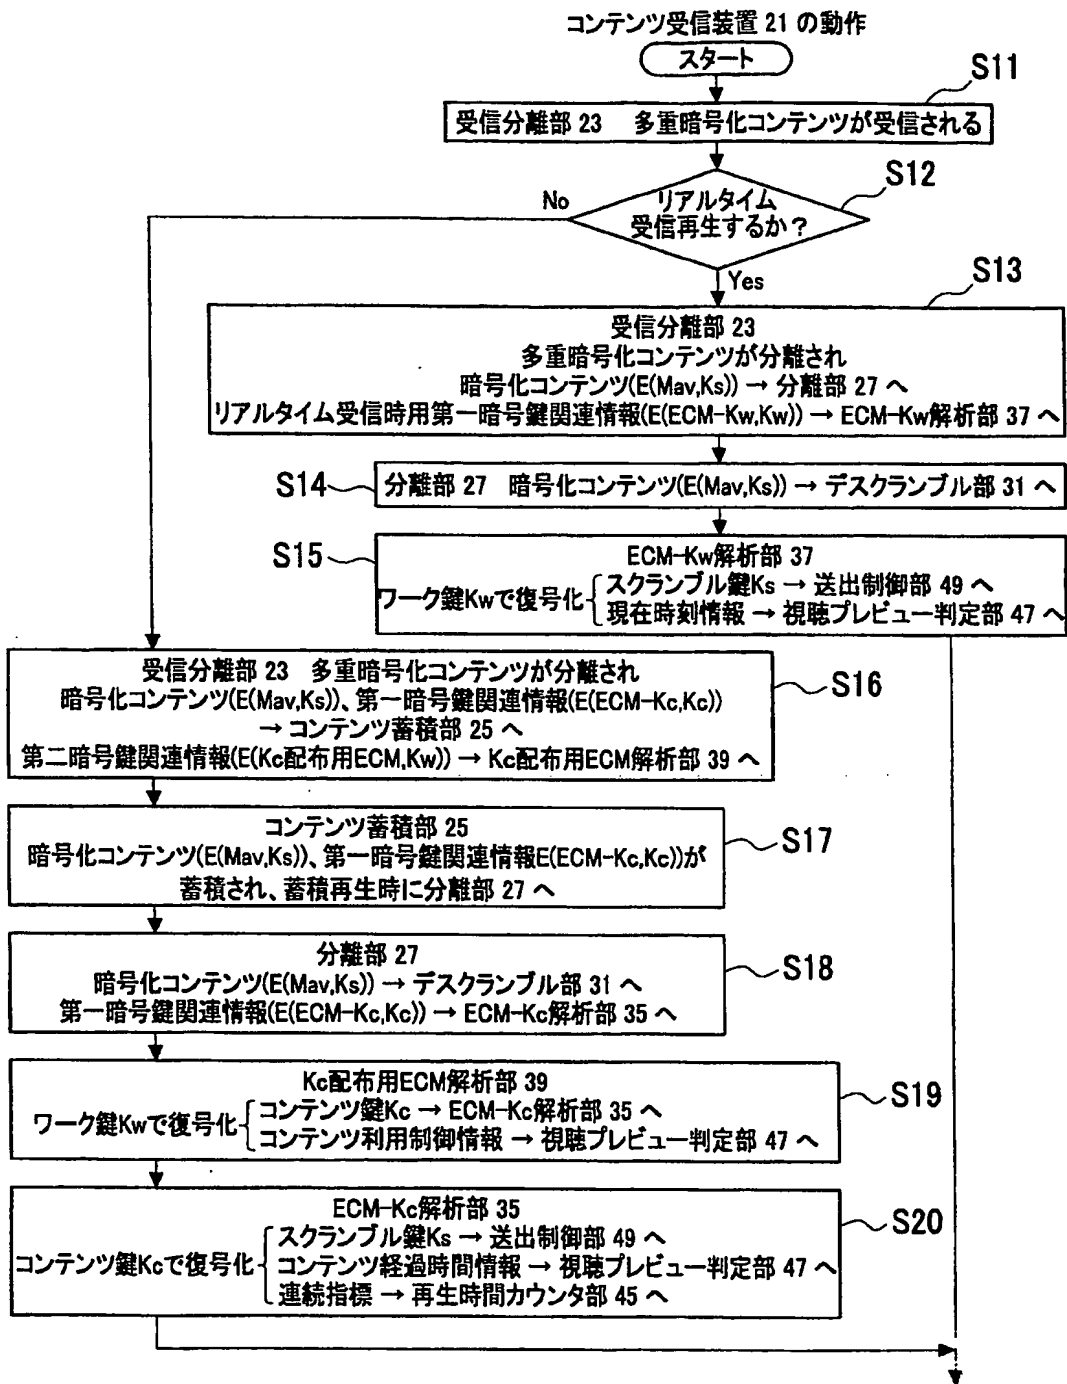 コンテンツ受信装置 21 の動作
スタート
S11
受信分離部 23 多重暗号化コンテンツが受信される
S12
リアルタイム
受信再生するか?
No
Yes
S13
受信分離部 23
多重暗号化コンテンツが分離され
暗号化コンテンツ(E(Mav,Ks)) → 分離部 27 へ
リアルタイム受信時用第一暗号鍵関連情報(E(ECM-Kw,Kw)) → ECM-Kw解析部 37 へ
S14
分離部 27 暗号化コンテンツ(E(Mav,Ks)) → デスクランブル部 31 へ
S15
ECM-Kw解析部 37
ワーク鍵Kwで復号化
スクランブル鍵Ks → 送出制御部 49 へ
現在時刻情報 → 視聴プレビュー判定部 47 へ
S16
受信分離部 23 多重暗号化コンテンツが分離され
暗号化コンテンツ(E(Mav,Ks))、第一暗号鍵関連情報(E(ECM-Kc,Kc))
→ コンテンツ蓄積部 25 へ
第二暗号鍵関連情報(E(Kc配布用ECM,Kw)) → Kc配布用ECM解析部 39 へ
S17
コンテンツ蓄積部 25
暗号化コンテンツ(E(Mav,Ks))、第一暗号鍵関連情報E(ECM-Kc,Kc))が
蓄積され、蓄積再生時に分離部 27 へ
S18
分離部 27
暗号化コンテンツ(E(Mav,Ks)) → デスクランブル部 31 へ
第一暗号鍵関連情報(E(ECM-Kc,Kc)) → ECM-Kc解析部 35 へ
S19
Kc配布用ECM解析部 39
ワーク鍵Kwで復号化
コンテンツ鍵Kc → ECM-Kc解析部 35 へ
コンテンツ利用制御情報 → 視聴プレビュー判定部 47 へ
S20
ECM-Kc解析部 35
コンテンツ鍵Kcで復号化
スクランブル鍵Ks → 送出制御部 49 へ
コンテンツ経過時間情報 → 視聴プレビュー判定部 47 へ
連続指標 → 再生時間カウンタ部 45 へ